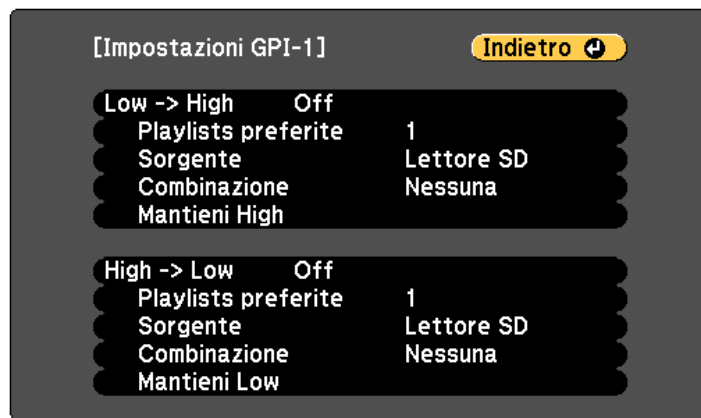 [Impostazioni GPI-1] Indietro
Low -> High Off
Playlists preferite 1
Sorgente Lettore SD
Combinazione Nessuna
Mantieni High
High -> Low Off
Playlists preferite 1
Sorgente Lettore SD
Combinazione Nessuna
Mantieni Low